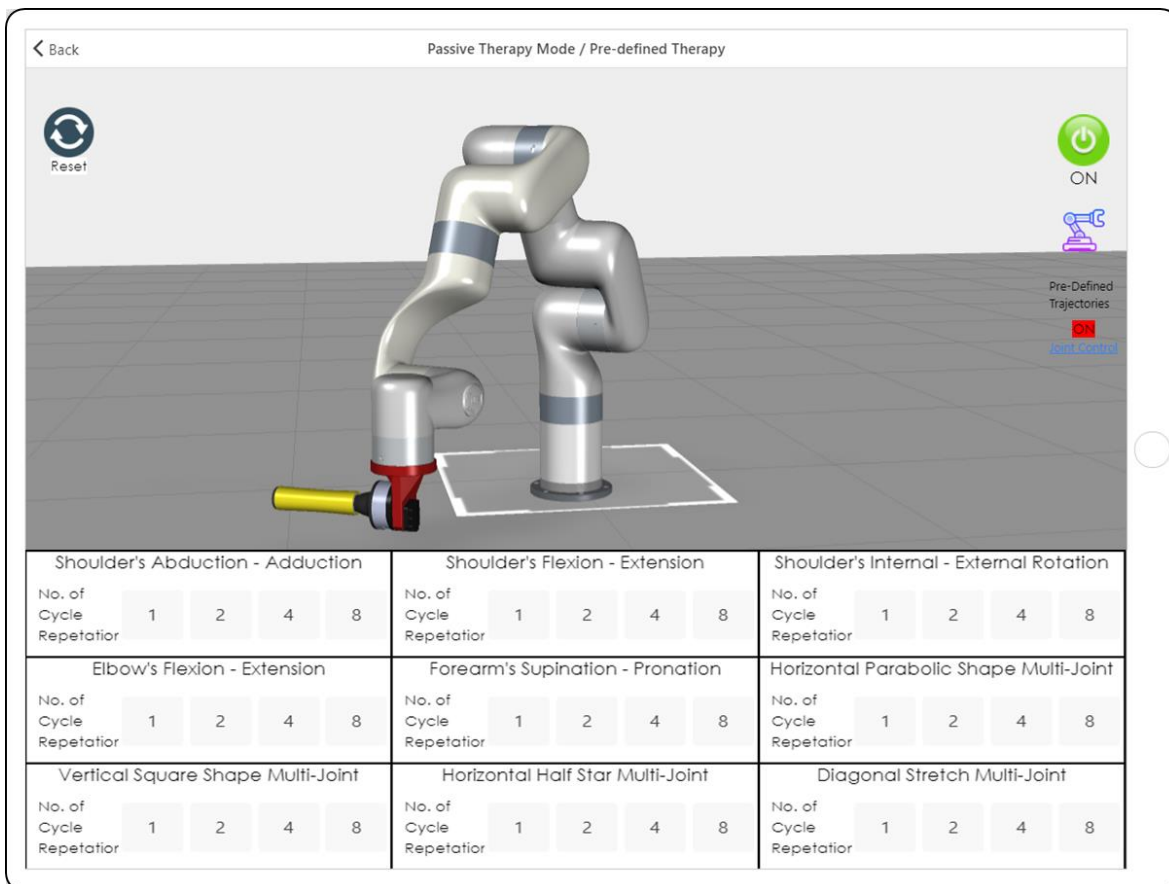 Back
Passive Therapy Mode / Pre-defined Therapy
Reset
ON
Pre-Defined
Trajectories
ON
Joint Control
Shoulder's Abduction - Adduction
No. of
Cycle
Repetatior
1 2 4 8
Shoulder's Flexion - Extension
No. of
Cycle
Repetatior
1 2 4 8
Shoulder's Internal - External Rotation
No. of
Cycle
Repetatior
1 2 4 8
Elbow's Flexion - Extension
No. of
Cycle
Repetatior
1 2 4 8
Forearm's Supination - Pronation
No. of
Cycle
Repetatior
1 2 4 8
Horizontal Parabolic Shape Multi-Joint
No. of
Cycle
Repetatior
1 2 4 8
Vertical Square Shape Multi-Joint
No. of
Cycle
Repetatior
1 2 4 8
Horizontal Half Star Multi-Joint
No. of
Cycle
Repetatior
1 2 4 8
Diagonal Stretch Multi-Joint
No. of
Cycle
Repetatior
1 2 4 8